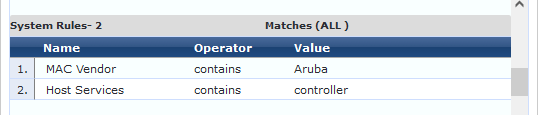 System Rules- 2 Matches (ALL )
Name Operator Value
1. MAC Vendor contains Aruba
2. Host Services contains controller